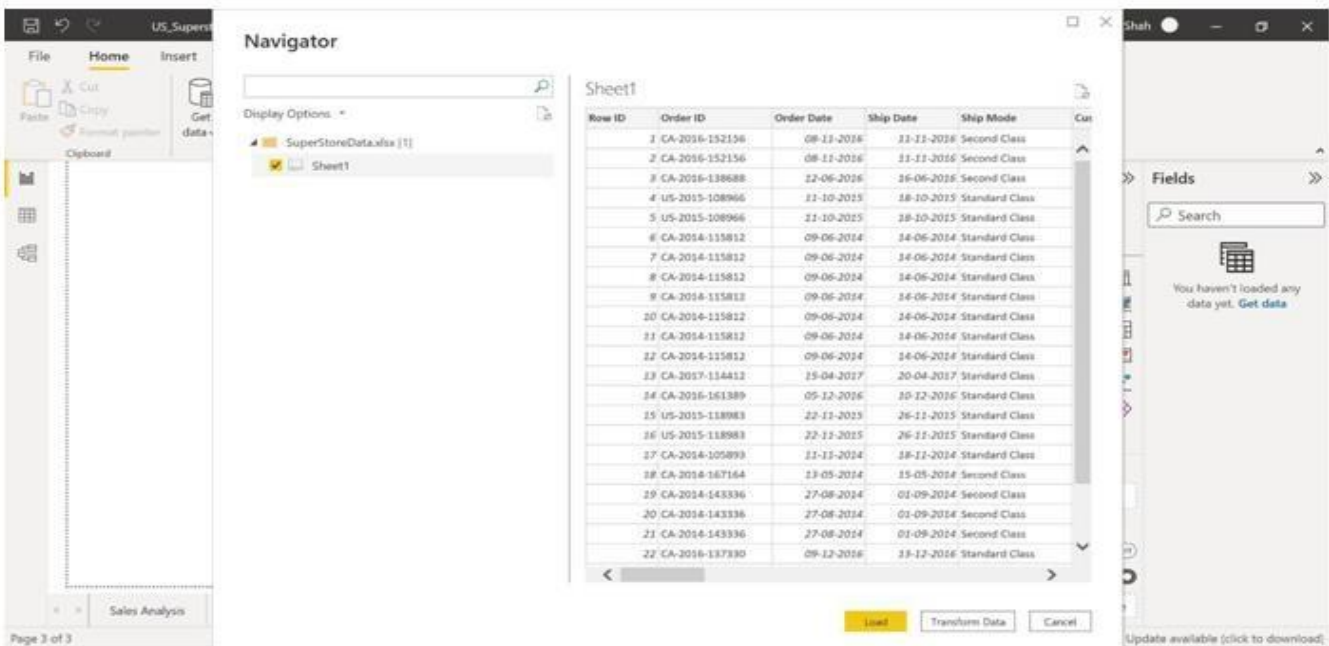 US_Superst
Shah
File Home Insert
Paste
Cut
Copy
Format painter
Clipboard
Get
data
Navigator
Display Options
SuperStoreData.xlsx [1]
Sheet1
Sheet1
Row ID Order ID Order Date Ship Date Ship Mode Cus
1 CA-2016-152156 08-11-2016 11-11-2016 Second Class
2 CA-2016-152156 08-11-2016 11-11-2016 Second Class
3 CA-2016-138688 12-06-2016 16-06-2016 Second Class
4 US-2015-108966 11-10-2015 18-10-2015 Standard Class
5 US-2015-108966 11-10-2015 18-10-2015 Standard Class
6 CA-2014-115812 09-06-2014 14-06-2014 Standard Class
7 CA-2014-115812 09-06-2014 14-06-2014 Standard Class
8 CA-2014-115812 09-06-2014 14-06-2014 Standard Class
9 CA-2014-115812 09-06-2014 14-06-2014 Standard Class
10 CA-2014-115812 09-06-2014 14-06-2014 Standard Class
11 CA-2014-115812 09-06-2014 14-06-2014 Standard Class
12 CA-2014-115812 09-06-2014 14-06-2014 Standard Class
13 CA-2017-114412 15-04-2017 20-04-2017 Standard Class
14 CA-2016-161389 05-12-2016 10-12-2016 Standard Class
15 US-2015-118983 22-11-2015 26-11-2015 Standard Class
16 US-2015-118983 22-11-2015 26-11-2015 Standard Class
17 CA-2014-105893 11-11-2014 18-11-2014 Standard Class
18 CA-2014-167164 13-05-2014 15-05-2014 Second Class
19 CA-2014-143336 27-08-2014 01-09-2014 Second Class
20 CA-2014-143336 27-08-2014 01-09-2014 Second Class
21 CA-2014-143336 27-08-2014 01-09-2014 Second Class
22 CA-2016-137330 09-12-2016 13-12-2016 Standard Class
Load Transform Data Cancel
Fields
Search
You haven't loaded any
data yet. Get data
Sales Analysis
Page 3 of 3
Update available (click to download)